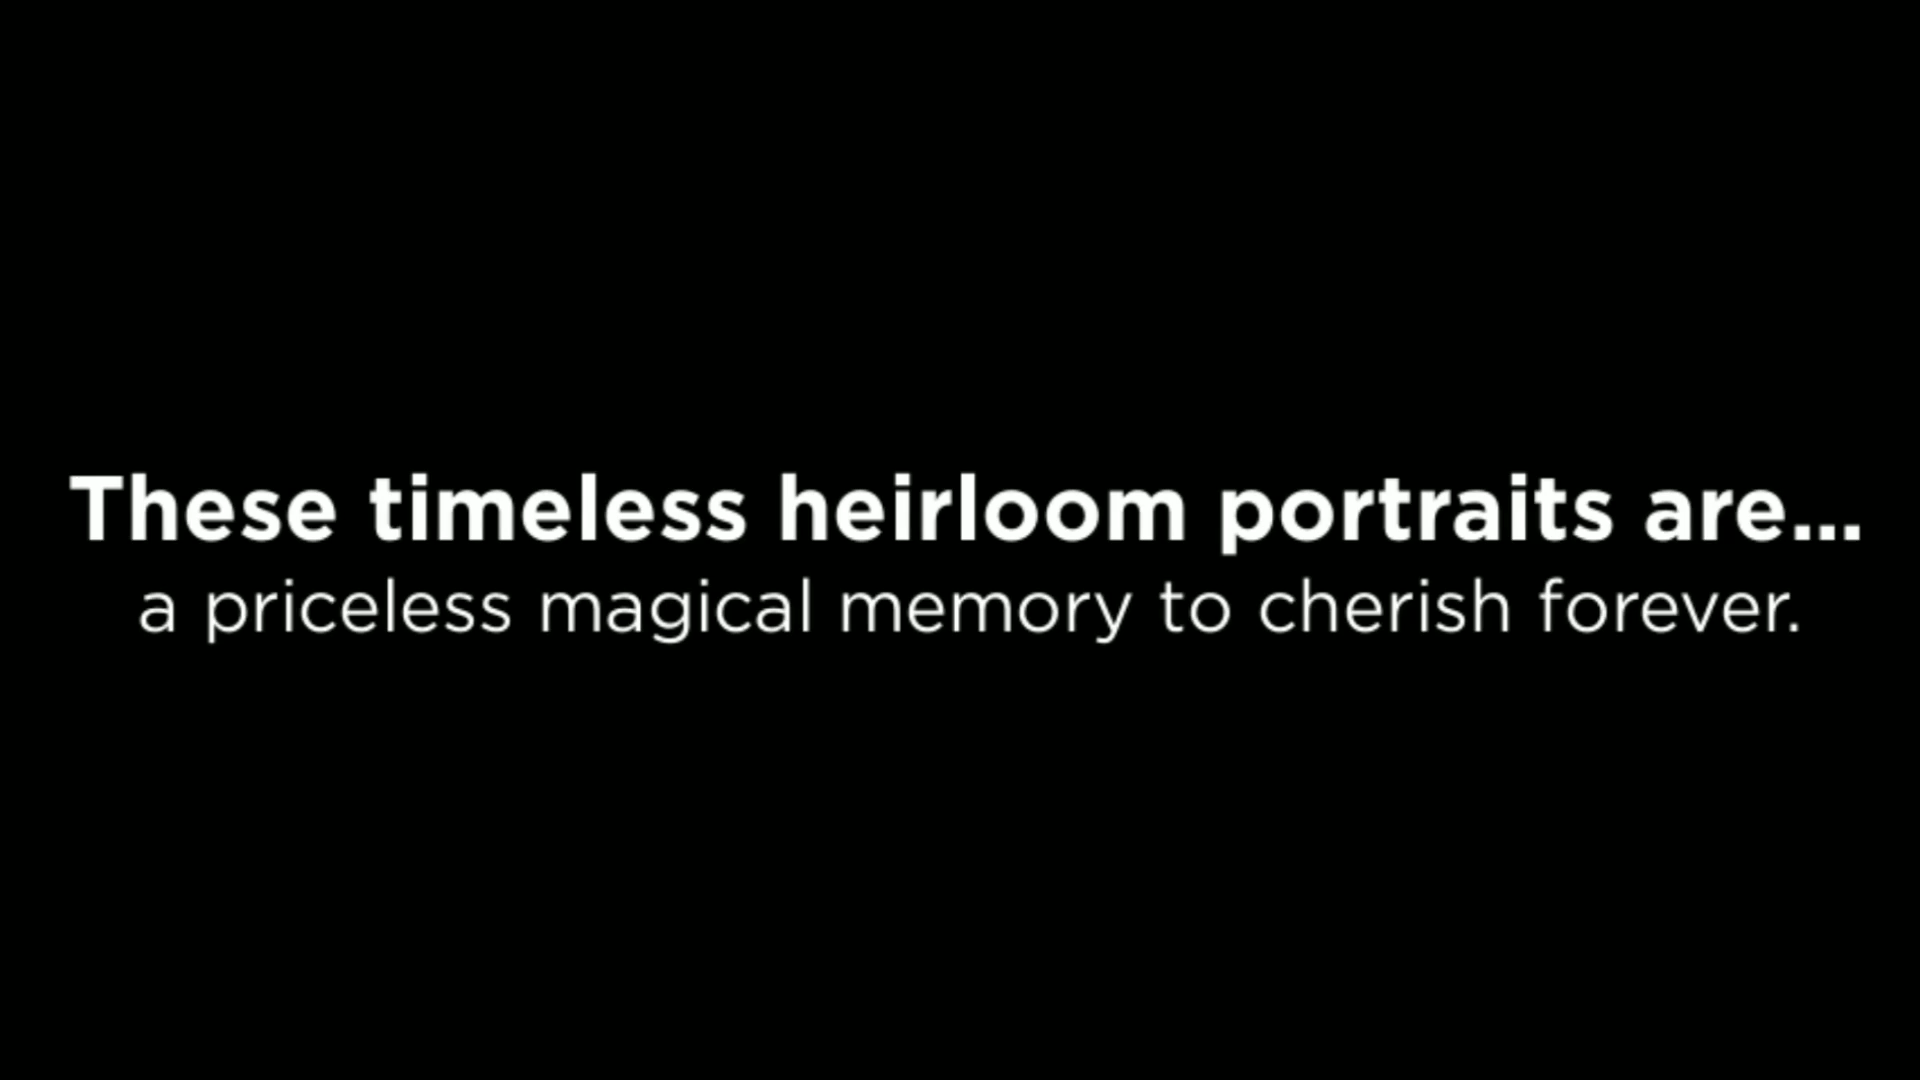 These timeless heirloom portraits are...
a priceless magical memory to cherish forever.